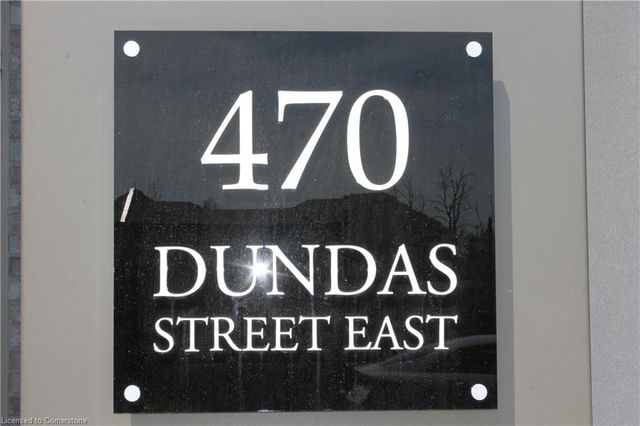 470
DUNDAS
STREET EAST
Licensed to Cornerstone